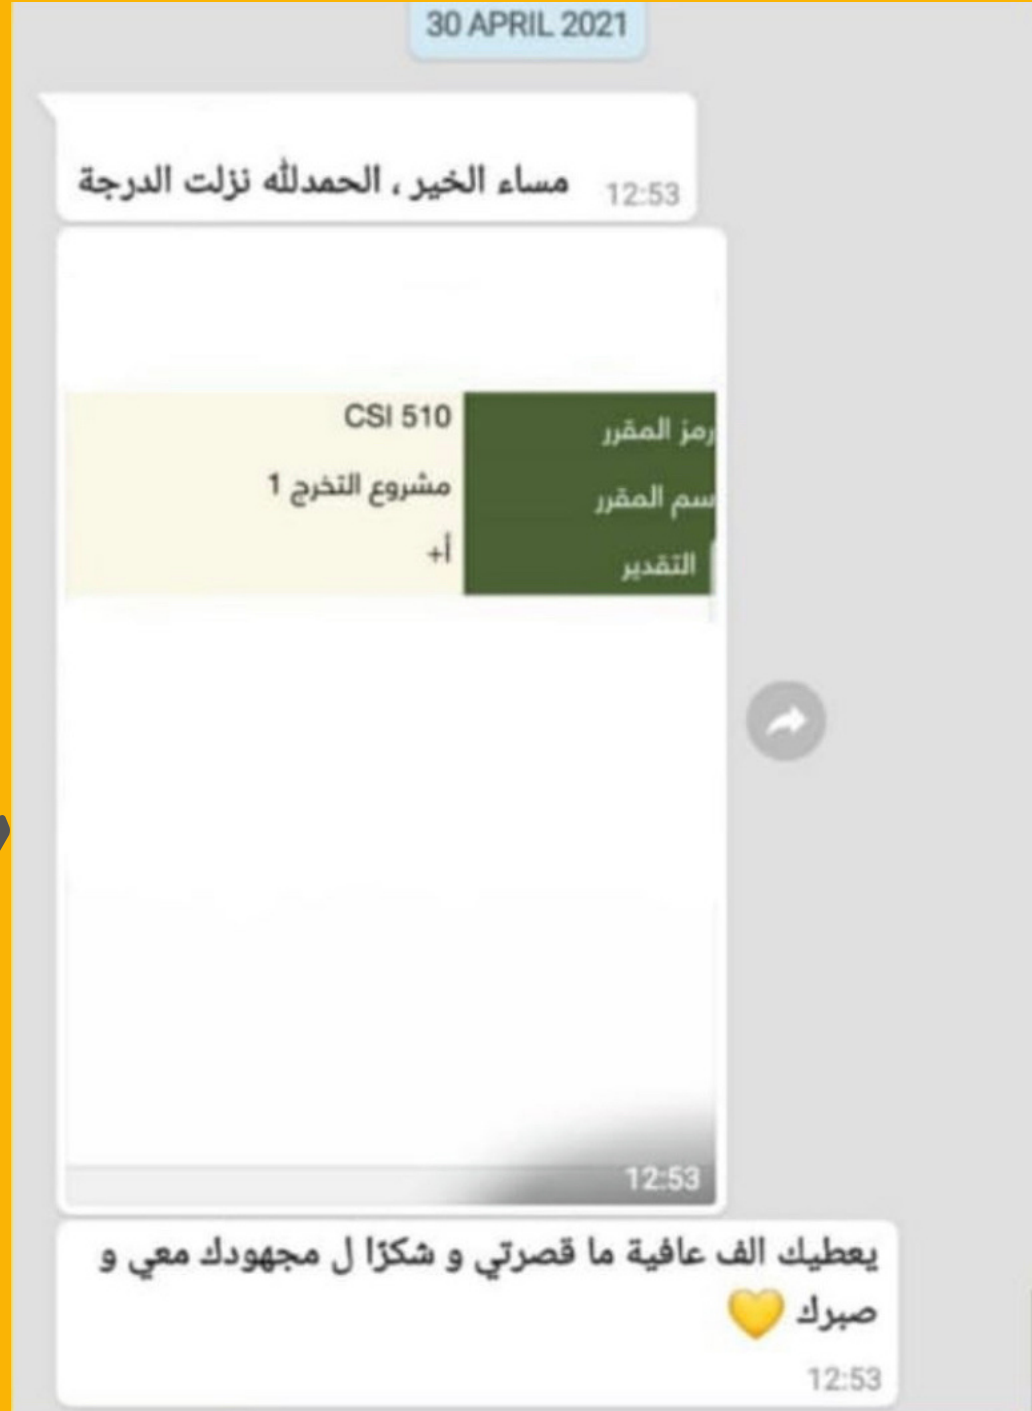 30 APRIL 2021
مساء الخير ، الحمدلله نزلت الدرجة
12:53
رمز المقرر CSI 510
سم المقرر مشروع التخرج 1
التقدير أ+
12:53
يعطيك الف عافية ما قصرتي و شكرًا ل مجهودك معي و
صبرك 💛
12:53